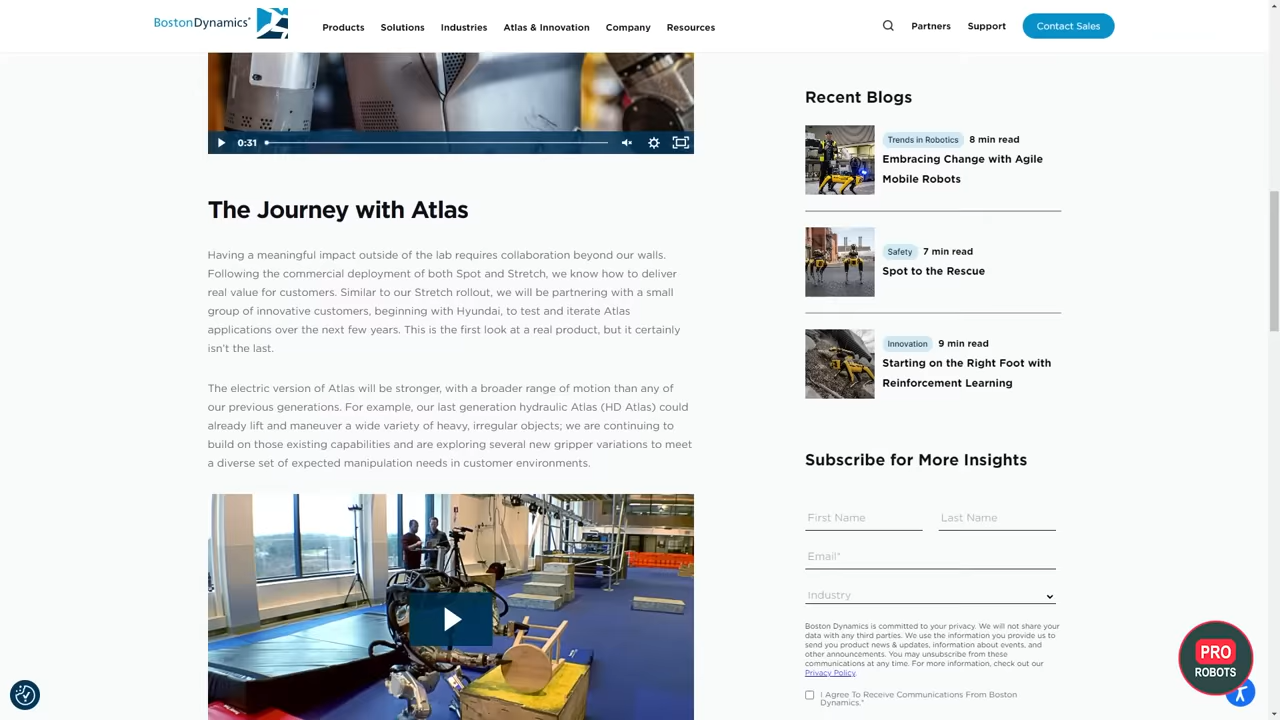 BostonDynamics
Products Solutions Industries Atlas & Innovation Company Resources
Partners Support Contact Sales
0:31
The Journey with Atlas
Having a meaningful impact outside of the lab requires collaboration beyond our walls.
Following the commercial deployment of both Spot and Stretch, we know how to deliver
real value for customers. Similar to our Stretch rollout, we will be partnering with a small
group of innovative customers, beginning with Hyundai, to test and iterate Atlas
applications over the next few years. This is the first look at a real product, but it certainly
isn't the last.
The electric version of Atlas will be stronger, with a broader range of motion than any of
our previous generations. For example, our last generation hydraulic Atlas (HD Atlas) could
already lift and maneuver a wide variety of heavy, irregular objects; we are continuing to
build on those existing capabilities and are exploring several new gripper variations to meet
a diverse set of expected manipulation needs in customer environments.
Recent Blogs
Trends in Robotics 8 min read
Embracing Change with Agile
Mobile Robots
Safety 7 min read
Spot to the Rescue
Innovation 9 min read
Starting on the Right Foot with
Reinforcement Learning
Subscribe for More Insights
First Name Last Name
Email*
Industry
Boston Dynamics is committed to your privacy. We will not share your
data with any third parties. We use the information you provide us to
send you product news & updates, information about events, and
other announcements. You may unsubscribe from these
communications at any time. For more information, check out our
Privacy Policy.
I Agree To Receive Communications From Boston
Dynamics.*
PRO
ROBOTS